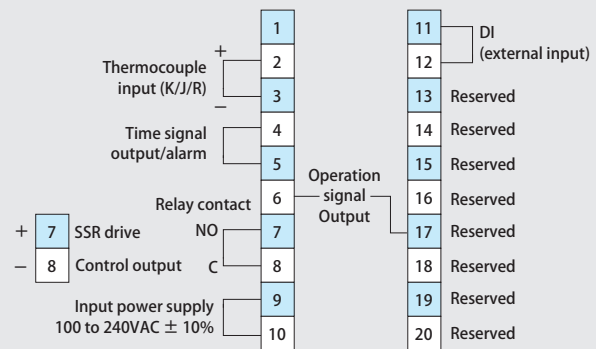 1
+
2
Thermocouple
input (K/J/R)
3
−
4
Time signal
output/alarm
5
6
Relay contact
NO
7
C
8
+ 7 SSR drive
− 8 Control output
9
Input power supply
100 to 240VAC ± 10%
10
Operation
signal
Output
11
DI
(external input)
12
13 Reserved
14 Reserved
15 Reserved
16 Reserved
17 Reserved
18 Reserved
19 Reserved
20 Reserved